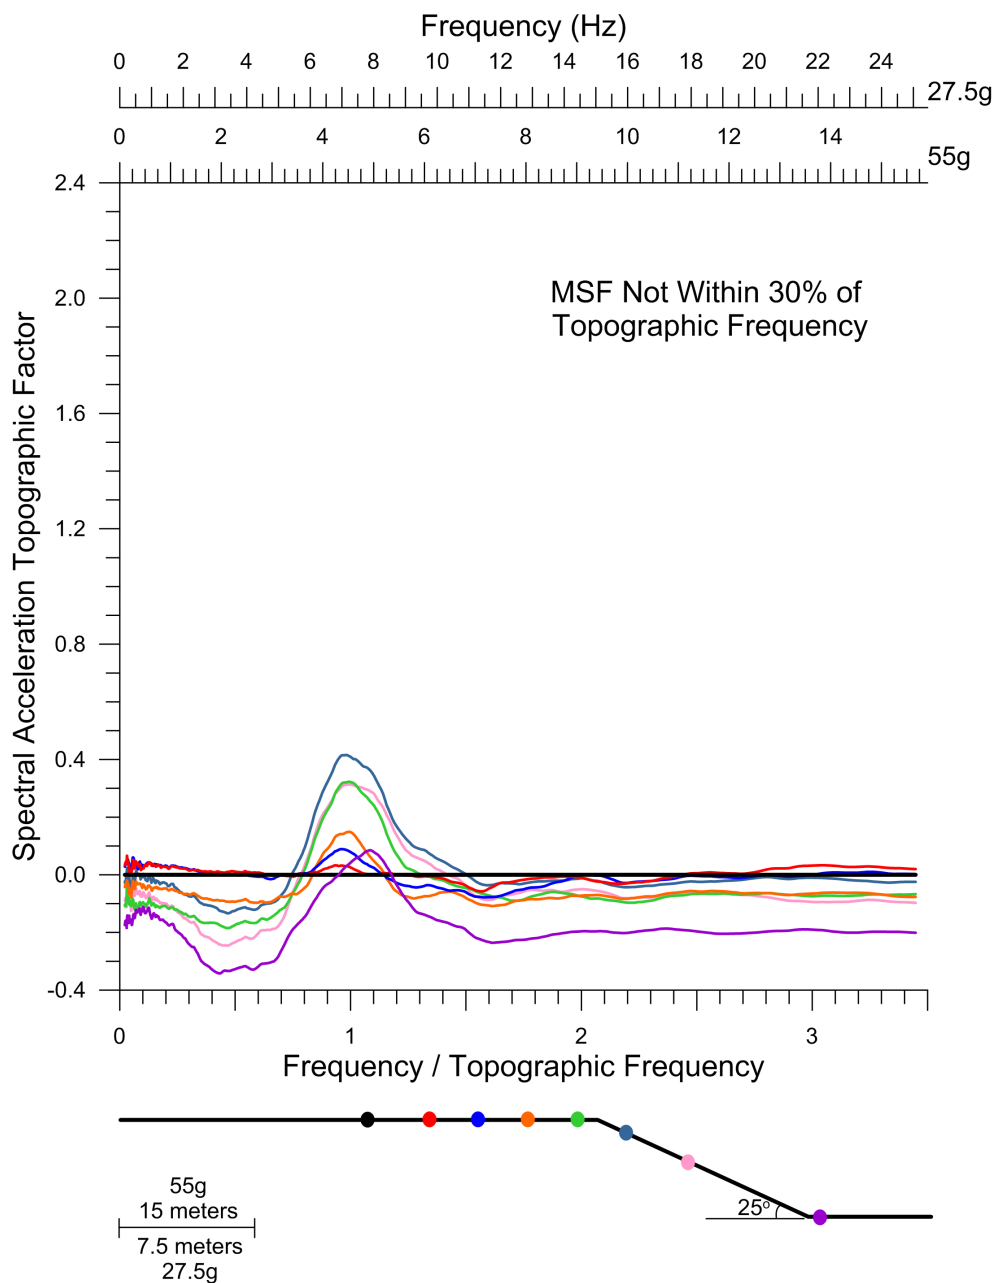 Frequency (Hz)
0 2 4 6 8 10 12 14 16 18 20 22 24
27.5g
0 2 4 6 8 10 12 14
55g
2.4
2.0
1.6
1.2
0.8
0.4
0.0
-0.4
Spectral Acceleration Topographic Factor
MSF Not Within 30% of
Topographic Frequency
0 1 2 3
Frequency / Topographic Frequency
25°
55g
15 meters
7.5 meters
27.5g